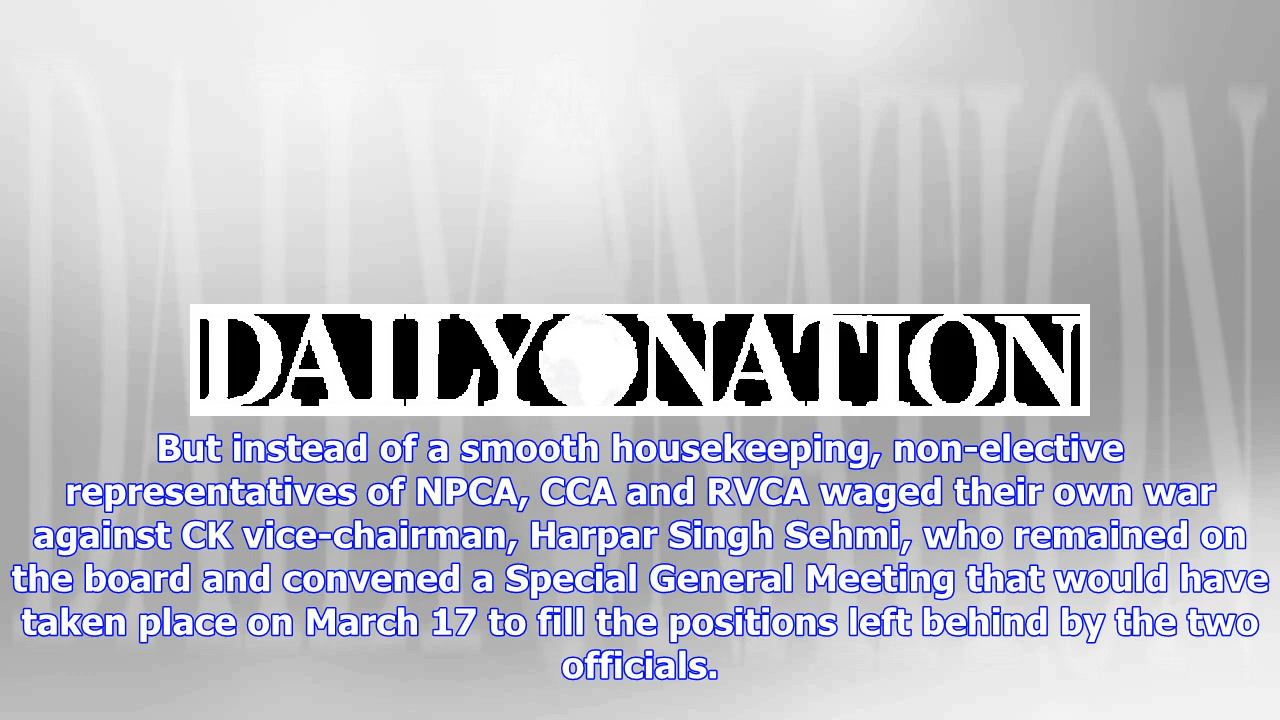 DAILY NATION
DAILY NATION
But instead of a smooth housekeeping, non-elective
representatives of NPCA, CCA and RVCA waged their own war
against CK vice-chairman, Harpar Singh Sehmi, who remained on
the board and convened a Special General Meeting that would have
taken place on March 17 to fill the positions left behind by the two
officials.